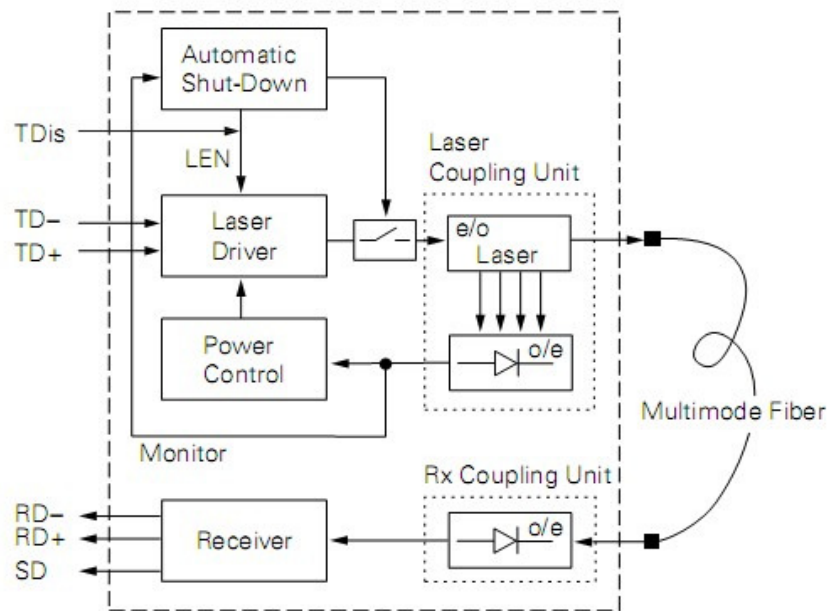 Automatic
Shut-Down
TDis
LEN
Laser
Coupling Unit
TD−
TD+
Laser
Driver
e/o
Laser
Power
Control
o/e
Multimode Fiber
Monitor
Rx Coupling Unit
RD−
RD+
SD
Receiver
o/e